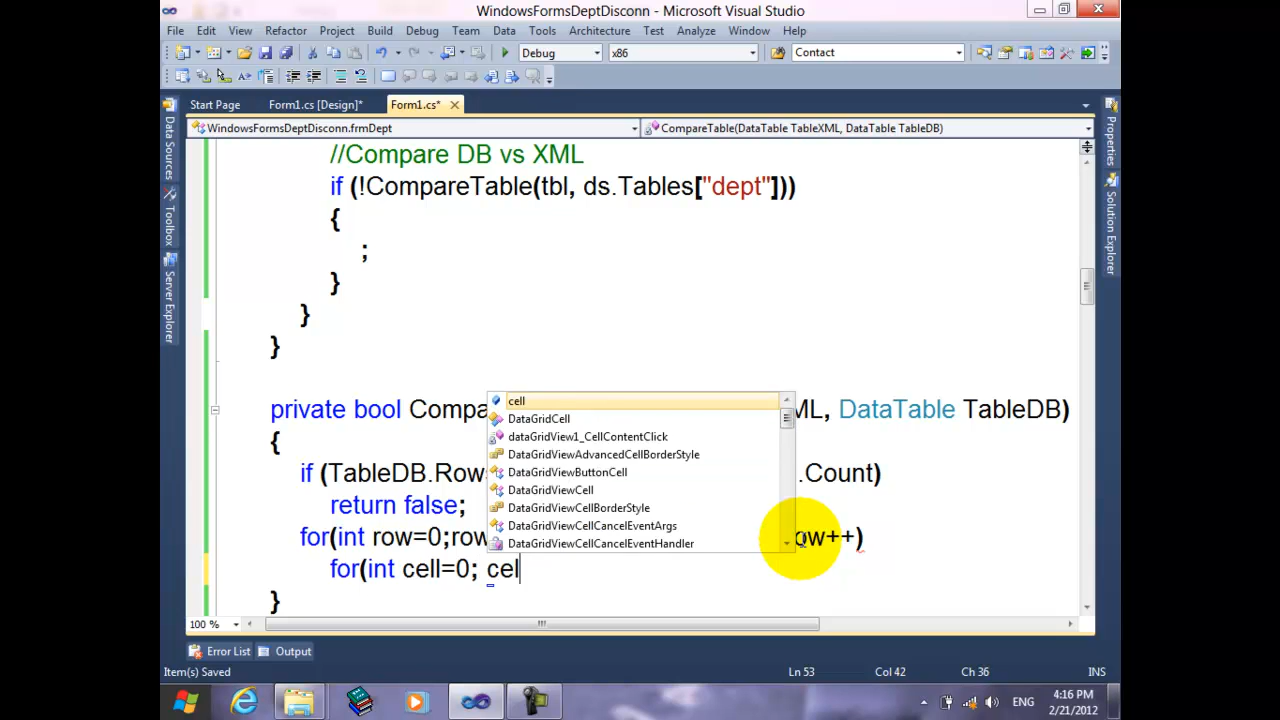 WindowsFormsDeptDisconn - Microsoft Visual Studio
File Edit View Refactor Project Build Debug Team Data Tools Architecture Test Analyze Window Help
Debug x86 Contact
Start Page Form1.cs [Design]* Form1.cs*
WindowsFormsDeptDisconn.frmDept CompareTable(DataTable TableXML, DataTable TableDB)
Data Sources
Toolbox
Server Explorer
Properties
Solution Explorer
//Compare DB vs XML
if (!CompareTable(tbl, ds.Tables["dept"]))
{
;
}
}
}
private bool Compa ML, DataTable TableDB)
{
if (TableDB.Rows .Count)
return false;
for(int row=0;row row++)
for(int cell=0; cel
}
cell
DataGridCell
dataGridView1_CellContentClick
DataGridViewAdvancedCellBorderStyle
DataGridViewButtonCell
DataGridViewCell
DataGridViewCellBorderStyle
DataGridViewCellCancelEventArgs
DataGridViewCellCancelEventHandler
100 %
Error List Output
Item(s) Saved Ln 53 Col 42 Ch 36 INS
ENG
4:16 PM
2/21/2012